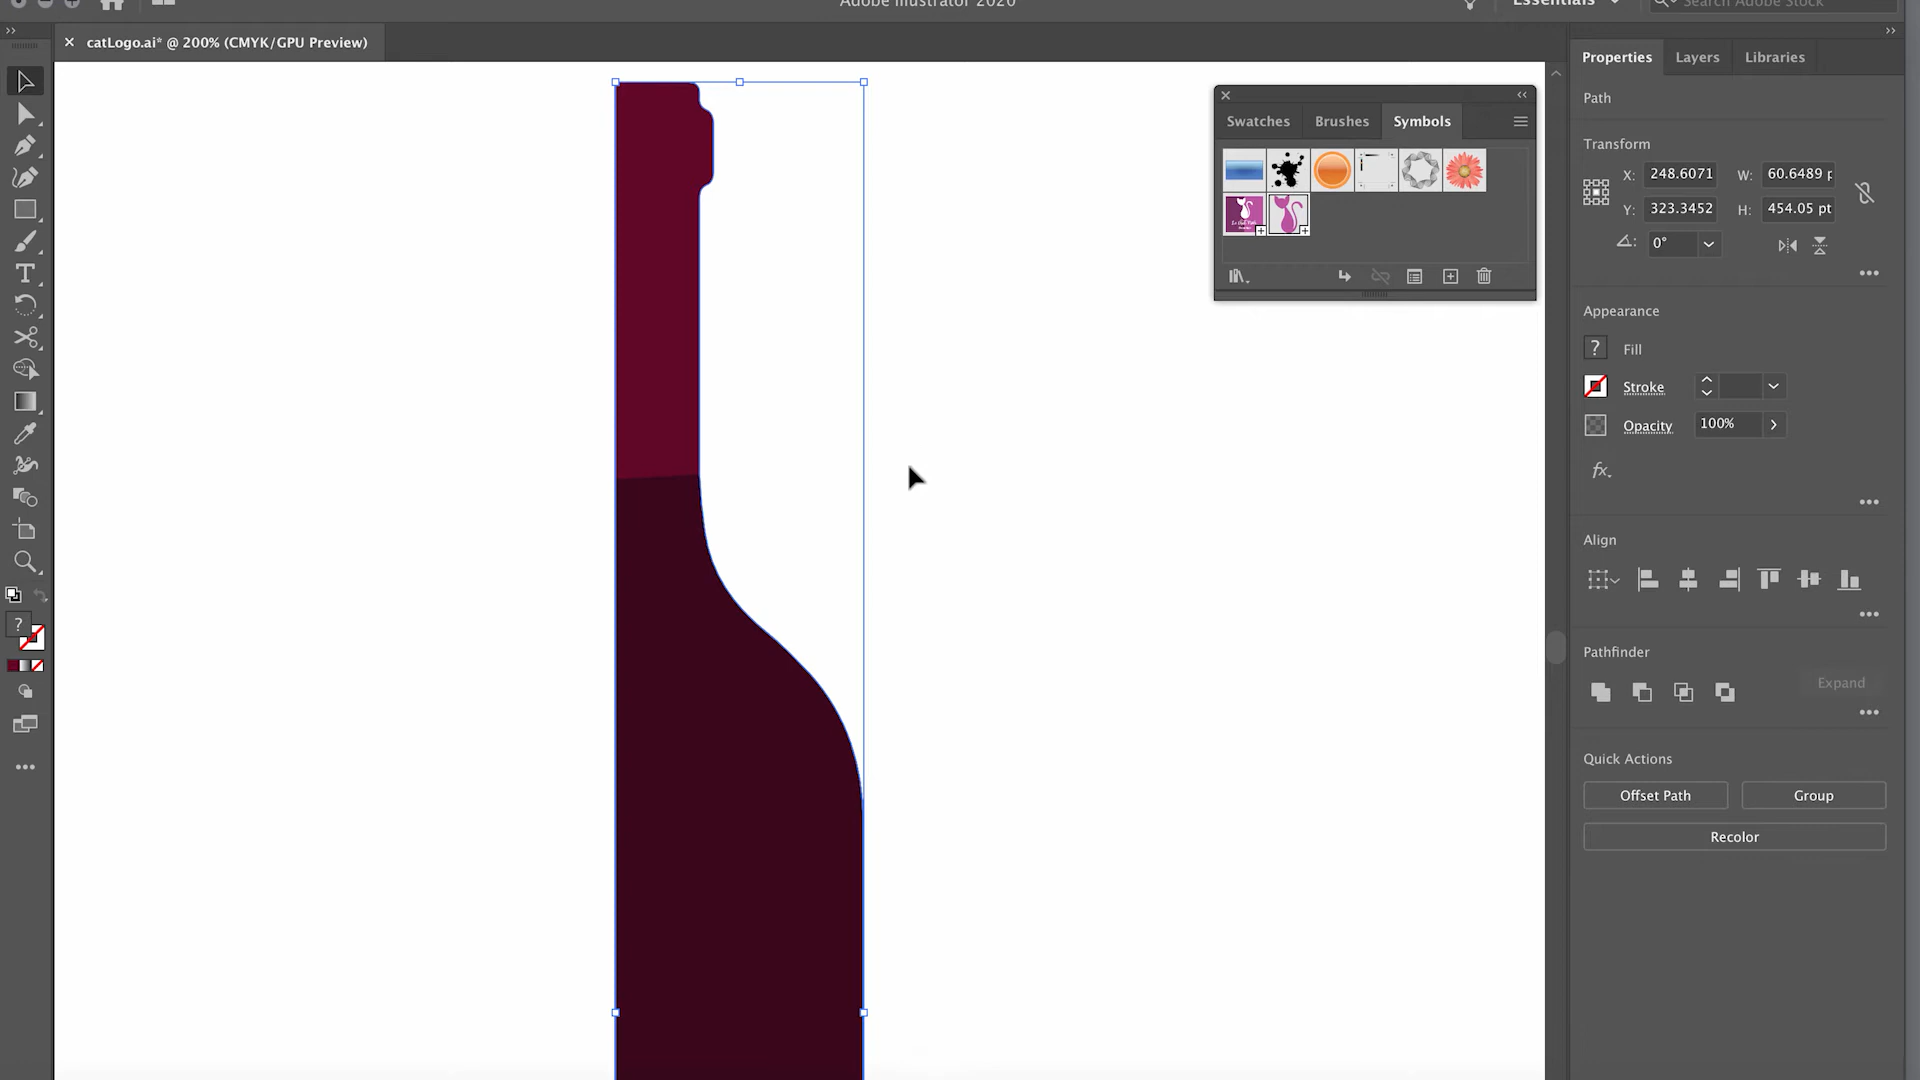 Adobe Illustrator 2020
Essentials
Search Adobe Stock
catLogo.ai* @ 200% (CMYK/GPU Preview)
Properties
Layers
Libraries
Swatches
Brushes
Symbols
Path
Transform
X:
248.6071
W:
60.6489 p
Y:
323.3452
H:
454.05 pt
0°
Appearance
?
Fill
Stroke
Opacity
100%
fx.
Align
Pathfinder
Expand
Quick Actions
Offset Path
Group
Recolor
T
?